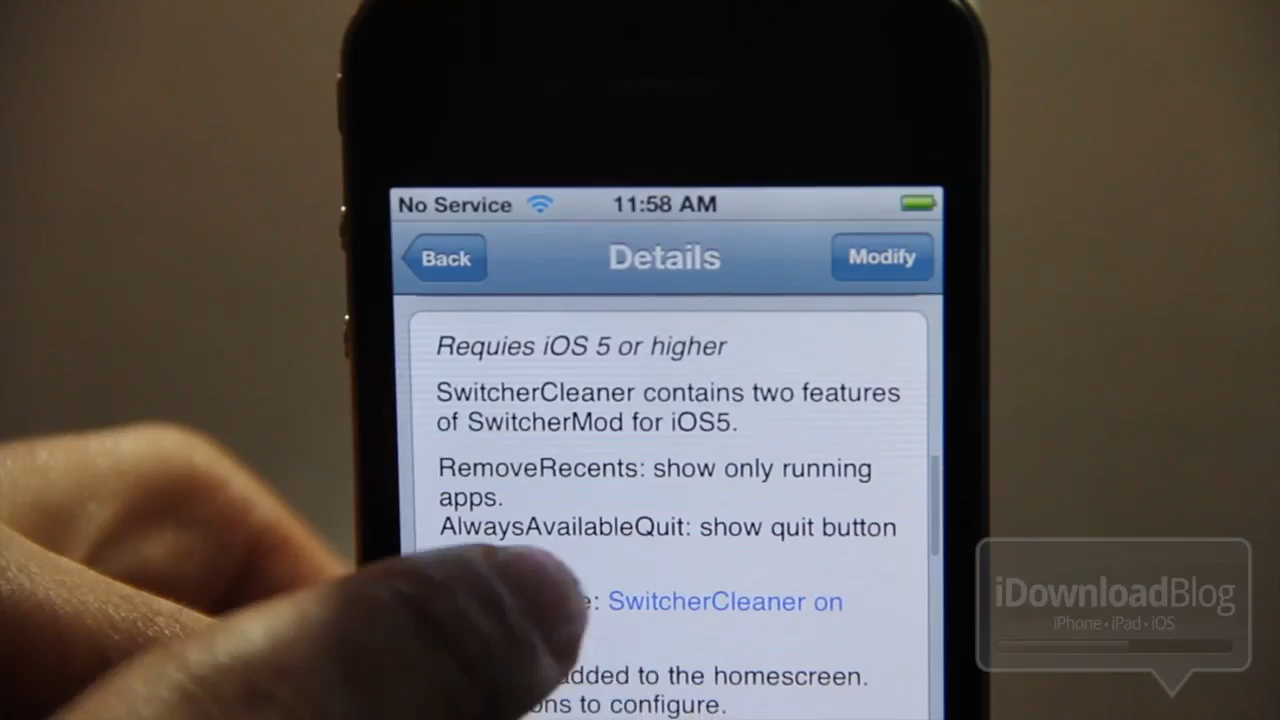 No Service 11:58 AM
Back Details Modify
Requies iOS 5 or higher
SwitcherCleaner contains two features
of SwitcherMod for iOS5.
RemoveRecents: show only running
apps.
AlwaysAvailableQuit: show quit button
SwitcherCleaner on
to the homescreen.
to configure.
iDownloadBlog
iPhone • iPad • iOS